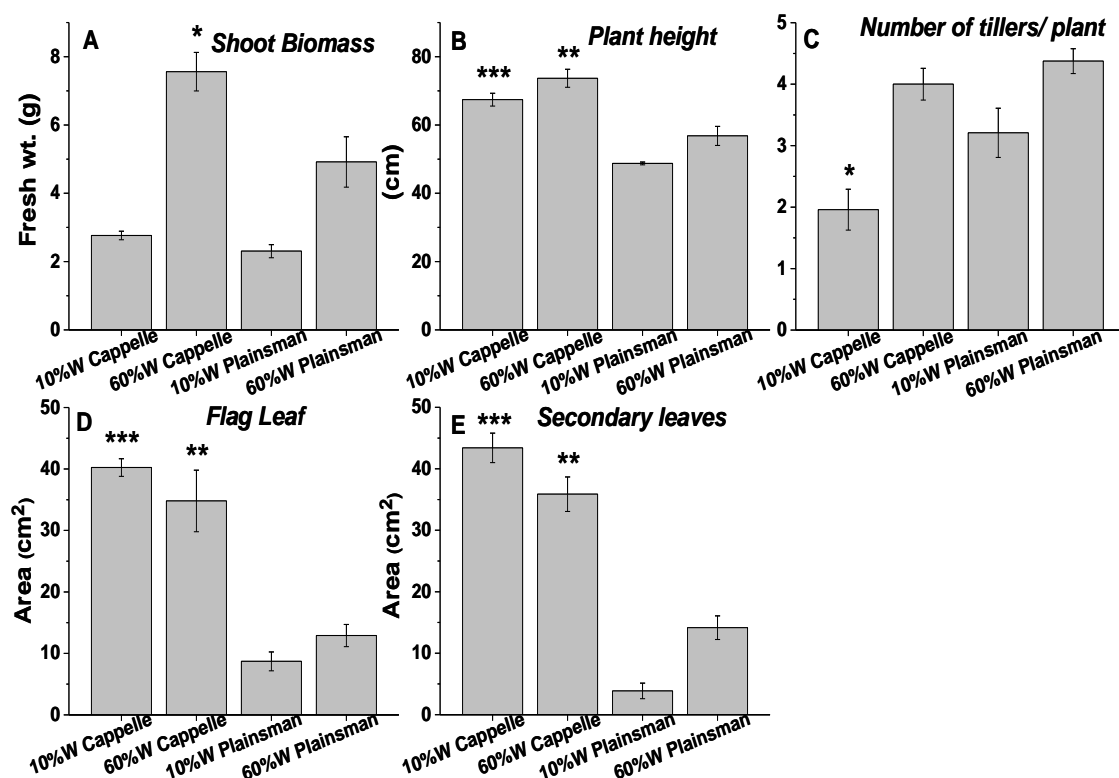 A
Shoot Biomass
*
Fresh wt. (g)
8
6
4
2
0
10%W Cappelle
60%W Cappelle
10%W Plainsman
60%W Plainsman
B
Plant height
***
**
(cm)
80
60
40
20
0
10%W Cappelle
60%W Cappelle
10%W Plainsman
60%W Plainsman
C
Number of tillers/ plant
*
5
4
3
2
1
0
10%W Cappelle
60%W Cappelle
10%W Plainsman
60%W Plainsman
D
Flag Leaf
***
**
Area (cm²)
50
40
30
20
10
0
10%W Cappelle
60%W Cappelle
10%W Plainsman
60%W Plainsman
E
Secondary leaves
***
**
Area (cm²)
50
40
30
20
10
0
10%W Cappelle
60%W Cappelle
10%W Plainsman
60%W Plainsman